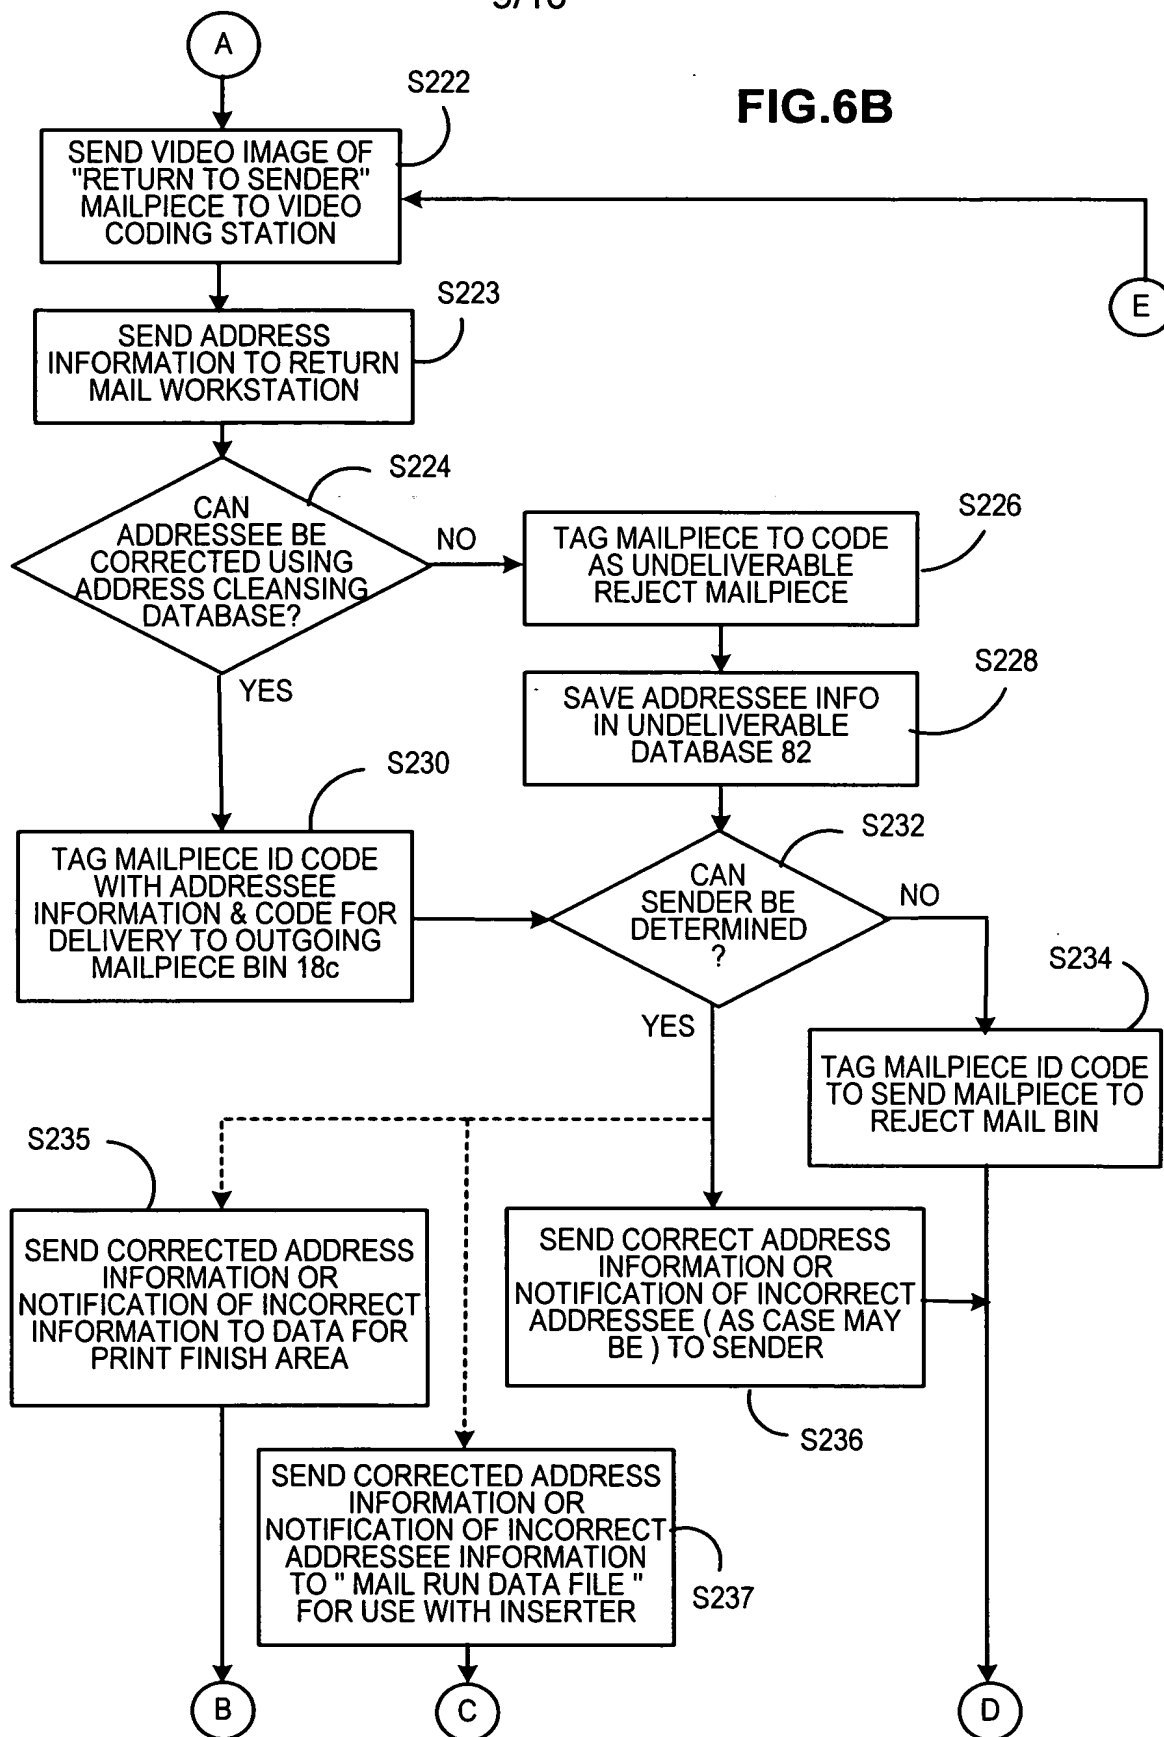 A
S222
FIG.6B
SEND VIDEO IMAGE OF
"RETURN TO SENDER"
MAILPIECE TO VIDEO
CODING STATION
S223
E
SEND ADDRESS
INFORMATION TO RETURN
MAIL WORKSTATION
S224
CAN
ADDRESSEE BE
CORRECTED USING
ADDRESS CLEANSING
DATABASE?
NO
S226
TAG MAILPIECE TO CODE
AS UNDELIVERABLE
REJECT MAILPIECE
YES
S228
SAVE ADDRESSEE INFO
IN UNDELIVERABLE
DATABASE 82
S230
TAG MAILPIECE ID CODE
WITH ADDRESSEE
INFORMATION & CODE FOR
DELIVERY TO OUTGOING
MAILPIECE BIN 18c
S232
CAN
SENDER BE
DETERMINED
?
NO
S234
YES
TAG MAILPIECE ID CODE
TO SEND MAILPIECE TO
REJECT MAIL BIN
S235
SEND CORRECTED ADDRESS
INFORMATION OR
NOTIFICATION OF INCORRECT
INFORMATION TO DATA FOR
PRINT FINISH AREA
SEND CORRECT ADDRESS
INFORMATION OR
NOTIFICATION OF INCORRECT
ADDRESSEE ( AS CASE MAY
BE ) TO SENDER
S236
SEND CORRECTED ADDRESS
INFORMATION OR
NOTIFICATION OF INCORRECT
ADDRESSEE INFORMATION
TO " MAIL RUN DATA FILE "
FOR USE WITH INSERTER
S237
B
C
D